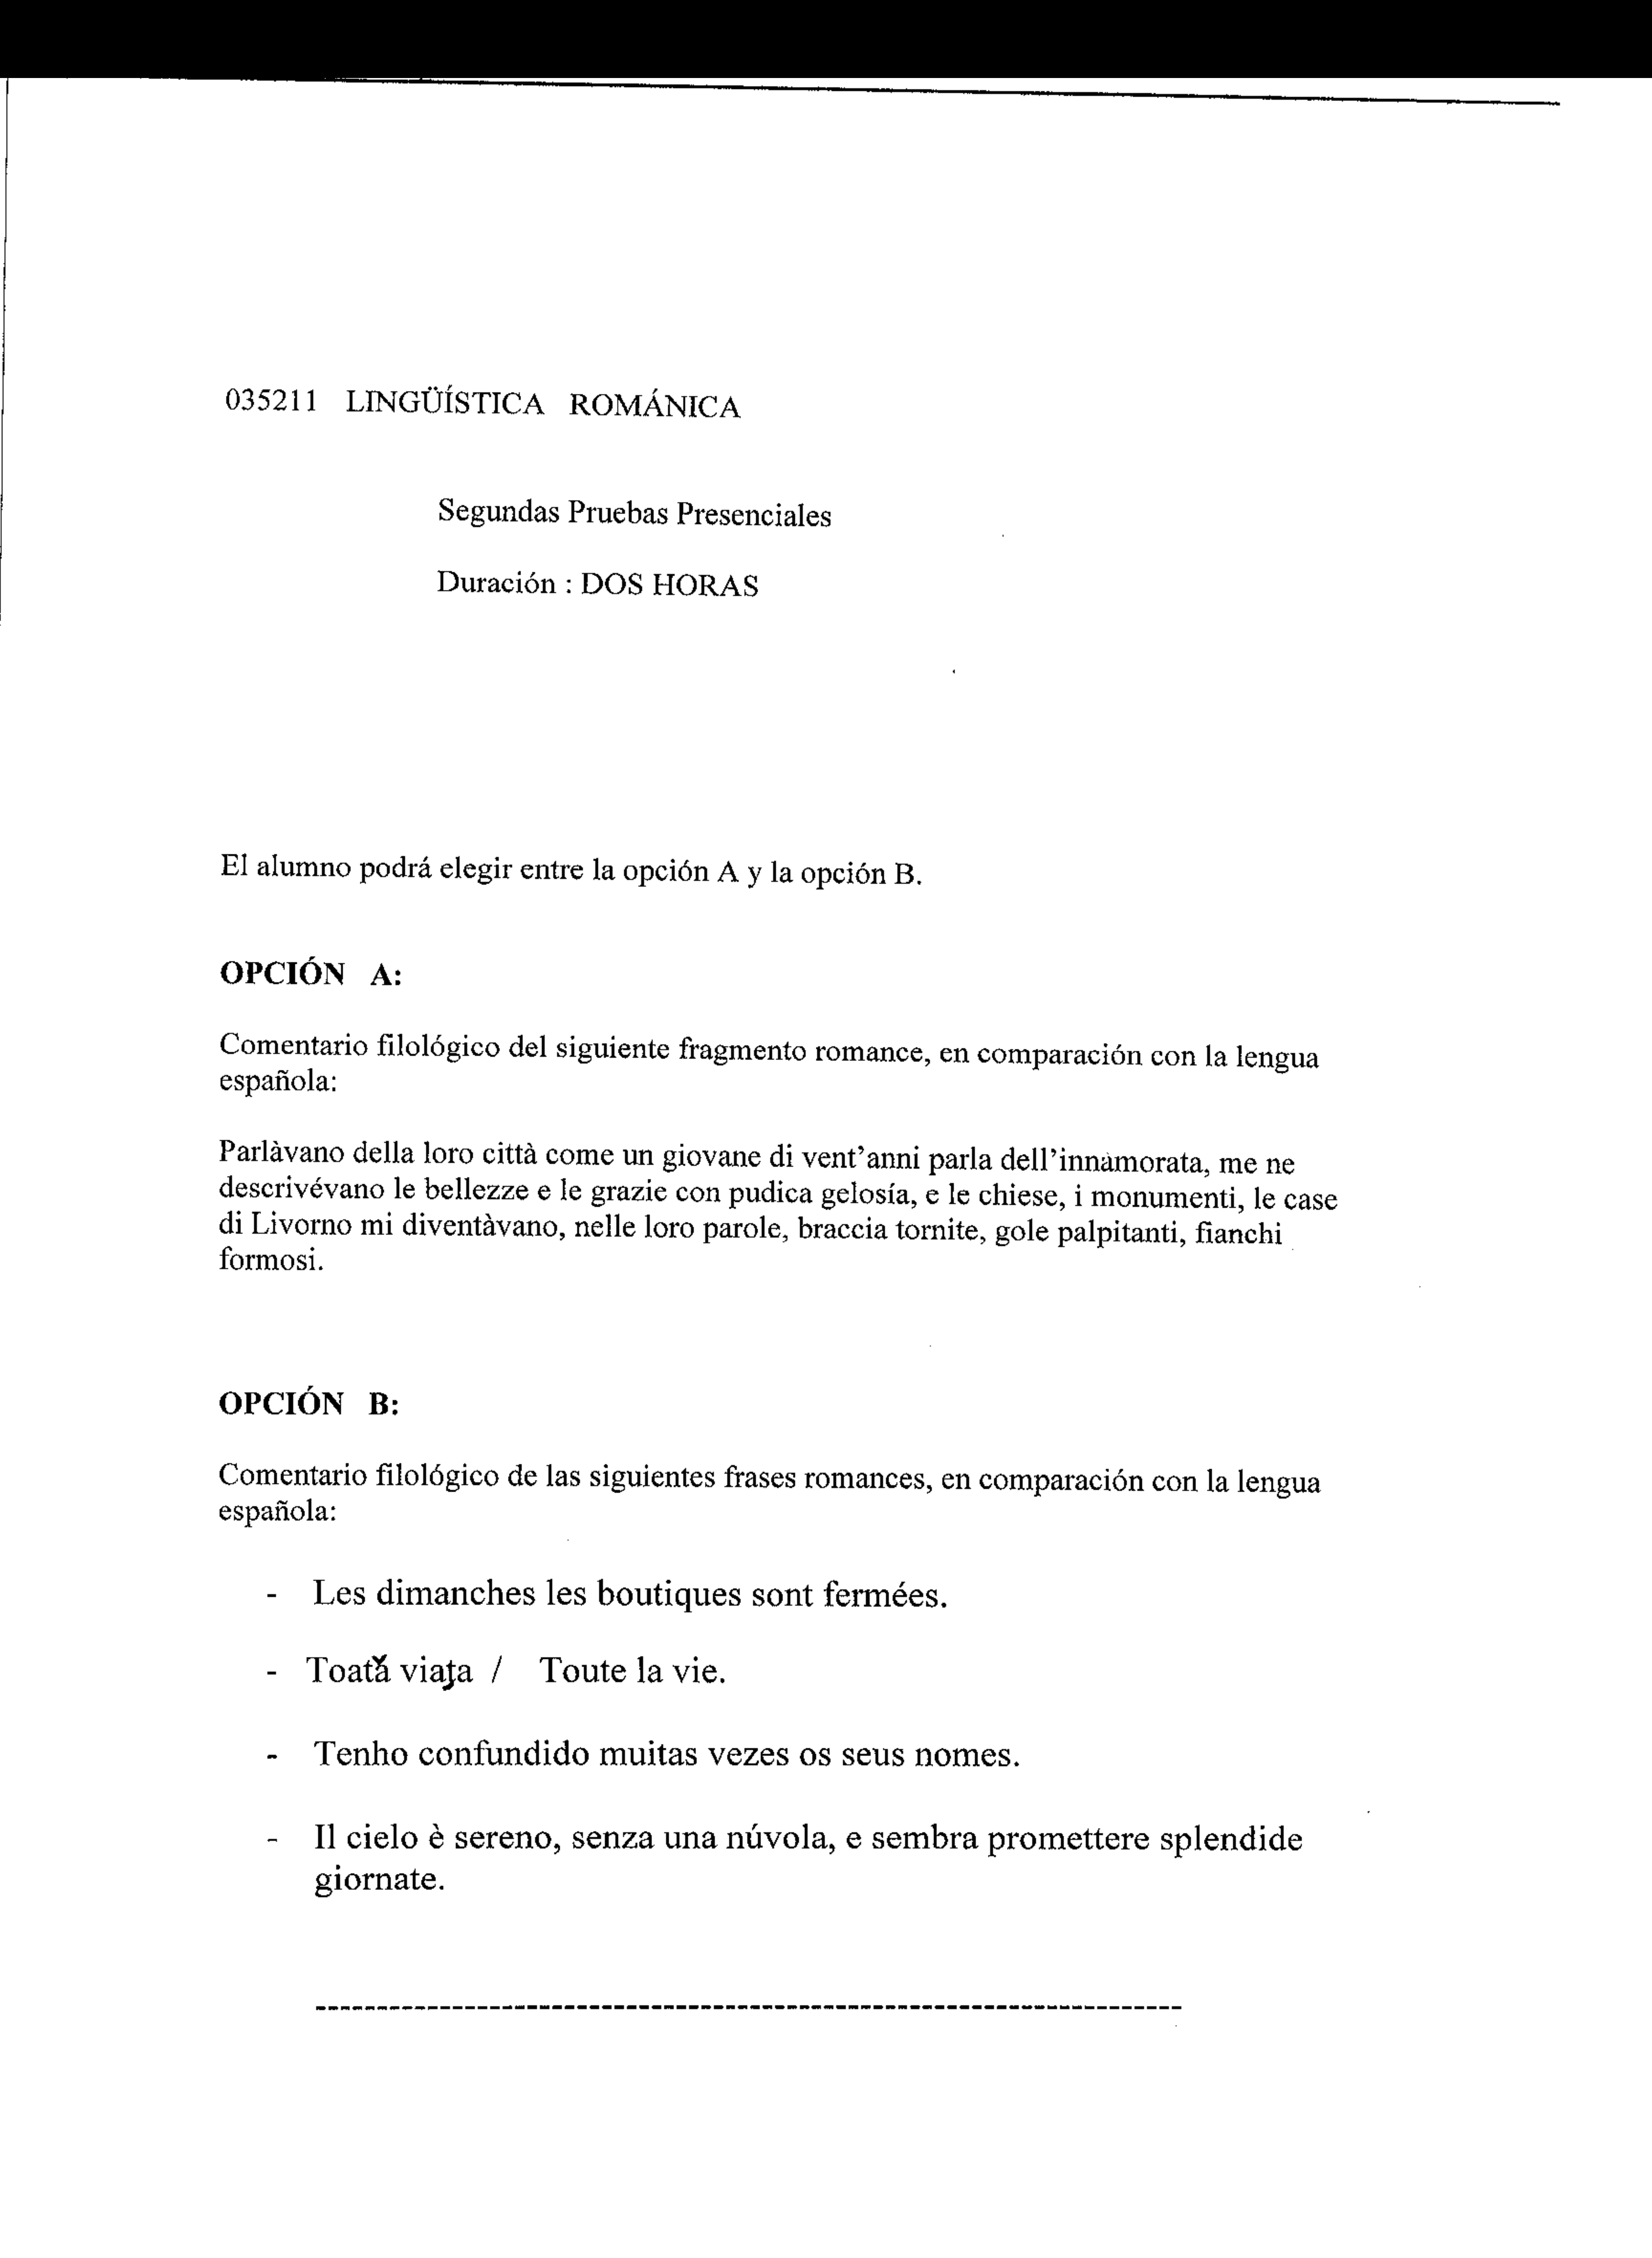 035211 LINGÜÍSTICA ROMÁNICA
Segundas Pruebas Presenciales
Duración : DOS HORAS
El alumno podrá elegir entre la opción A y la opción B.
OPCIÓN A:
Comentario filológico del siguiente fragmento romance, en comparación con la lengua
española:
Parlàvano della loro città come un giovane di vent'anni parla dell'innamorata, me ne
descrivévano le bellezze e le grazie con pudica gelosía, e le chiese, i monumenti, le case
di Livorno mi diventàvano, nelle loro parole, braccia tornite, gole palpitanti, fianchi
formosi.
OPCIÓN B:
Comentario filológico de las siguientes frases romances, en comparación con la lengua
española:
- Les dimanches les boutiques sont fermées.
- Toată viaţa / Toute la vie.
- Tenho confundido muitas vezes os seus nomes.
- Il cielo è sereno, senza una núvola, e sembra promettere splendide
giornate.